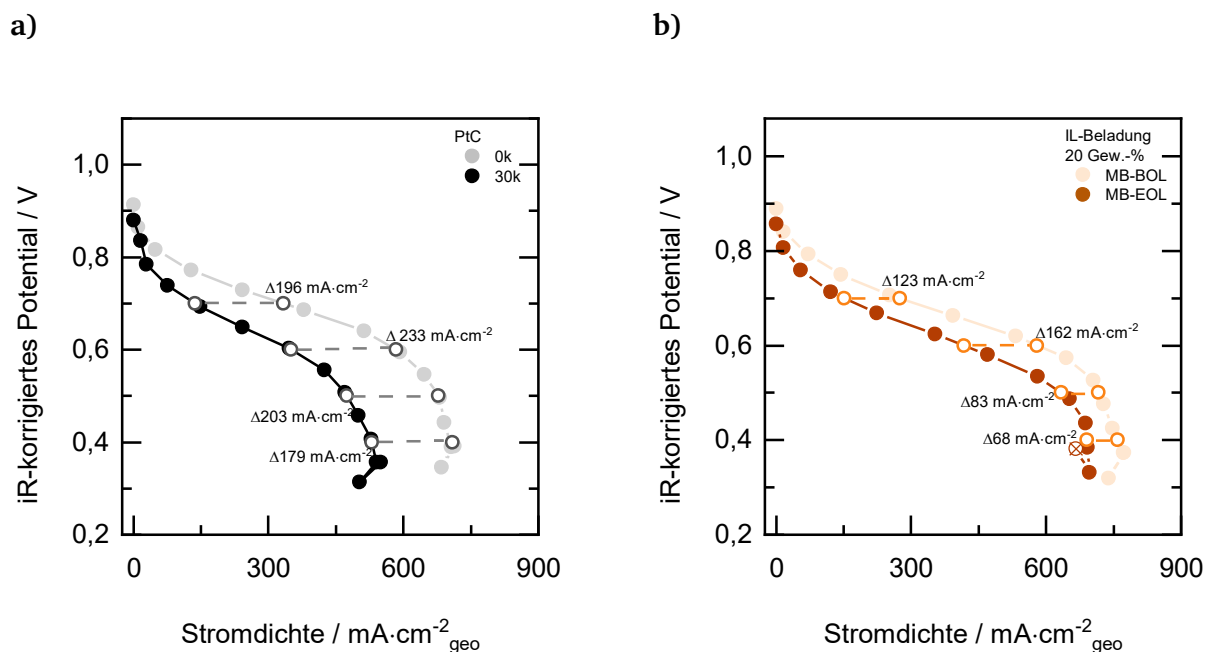 a)
PtC
0k
30k
1,0
0,8
0,6
0,4
0,2
Δ196 mA·cm-2
Δ 233 mA·cm-2
Δ203 mA·cm-2
Δ179 mA·cm-2
iR-korrigiertes Potential / V
0
300
600
900
Stromdichte / mA·cm-2geo
b)
IL-Beladung
20 Gew.-%
MB-BOL
MB-EOL
1,0
0,8
0,6
0,4
0,2
Δ123 mA·cm-2
Δ162 mA·cm-2
Δ83 mA·cm-2
Δ68 mA·cm-2
iR-korrigiertes Potential / V
0
300
600
900
Stromdichte / mA·cm-2geo